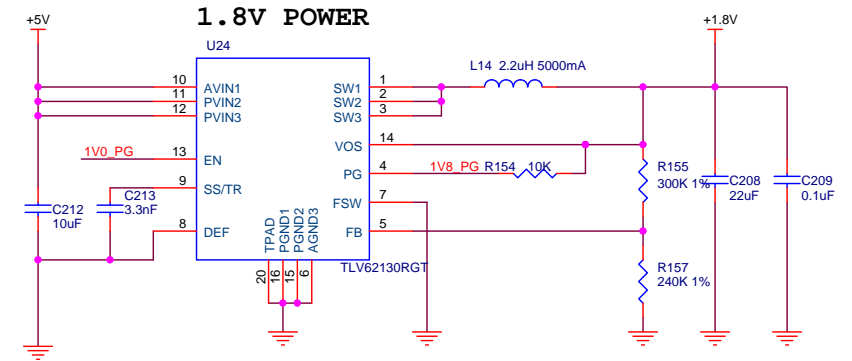 1.8V POWER
+5V
+1.8V
U24
L14 2.2uH 5000mA
10 AVIN1 SW1 1
11 PVIN2 SW2 2
12 PVIN3 SW3 3
VOS 14
1V0_PG 13 EN
PG 4 1V8_PG R154 10K
9 SS/TR
R155
300K 1%
C213
3.3nF
FSW 7
C208
22uF
C209
0.1uF
C212
10uF
8 DEF FB 5
TPAD PGND1 PGND2 AGND3
TLV62130RGT
20 16 15 6
R157
240K 1%